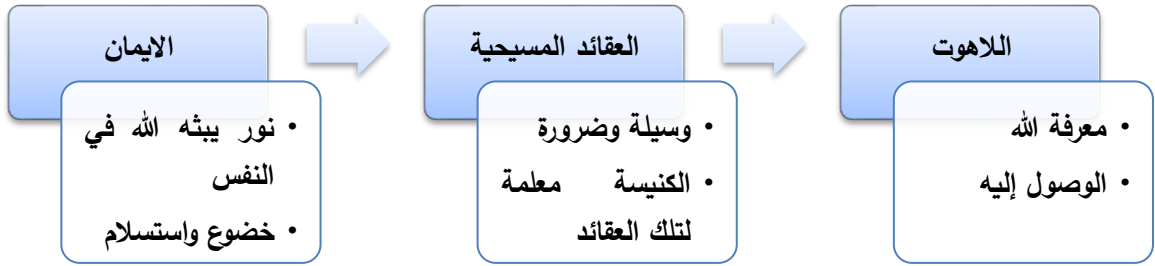 الايمان
• نور يبثه الله في
النفس
• خضوع واستسلام
العقائد المسيحية
• وسيلة وضرورة
• الكنيسة معلمة
لتلك العقائد
اللاهوت
• معرفة الله
• الوصول إليه